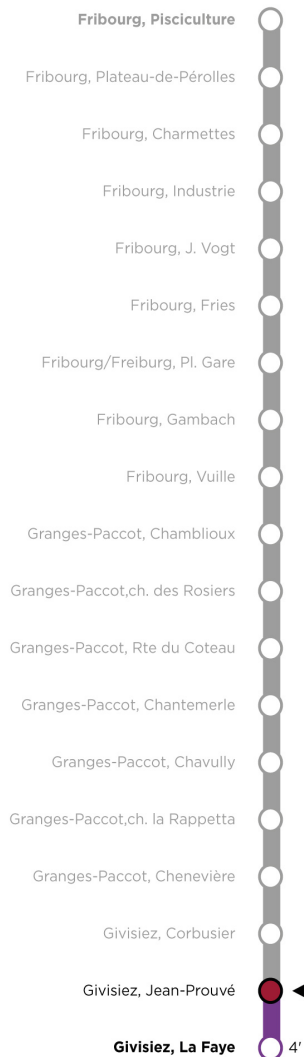 Fribourg, Pisciculture
Fribourg, Plateau-de-Pérolles
Fribourg, Charmettes
Fribourg, Industrie
Fribourg, J. Vogt
Fribourg, Fries
Fribourg/Freiburg, Pl. Gare
Fribourg, Gambach
Fribourg, Vuille
Granges-Paccot, Chamblioux
Granges-Paccot,ch. des Rosiers
Granges-Paccot, Rte du Coteau
Granges-Paccot, Chantemerle
Granges-Paccot, Chavully
Granges-Paccot,ch. la Rappetta
Granges-Paccot, Chenevière
Givisiez, Corbusier
Givisiez, Jean-Prouvé
Givisiez, La Faye 4'